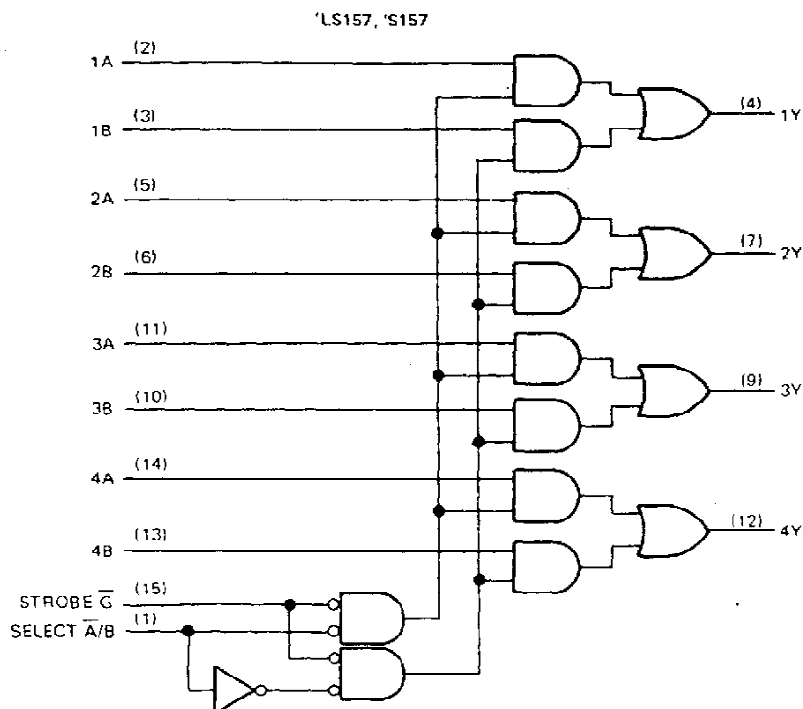 'LS157, 'S157
1A (2)
1B (3)
(4) 1Y
2A (5)
2B (6)
(7) 2Y
3A (11)
3B (10)
(9) 3Y
4A (14)
4B (13)
(12) 4Y
STROBE G̅ (15)
SELECT A̅/B (1)